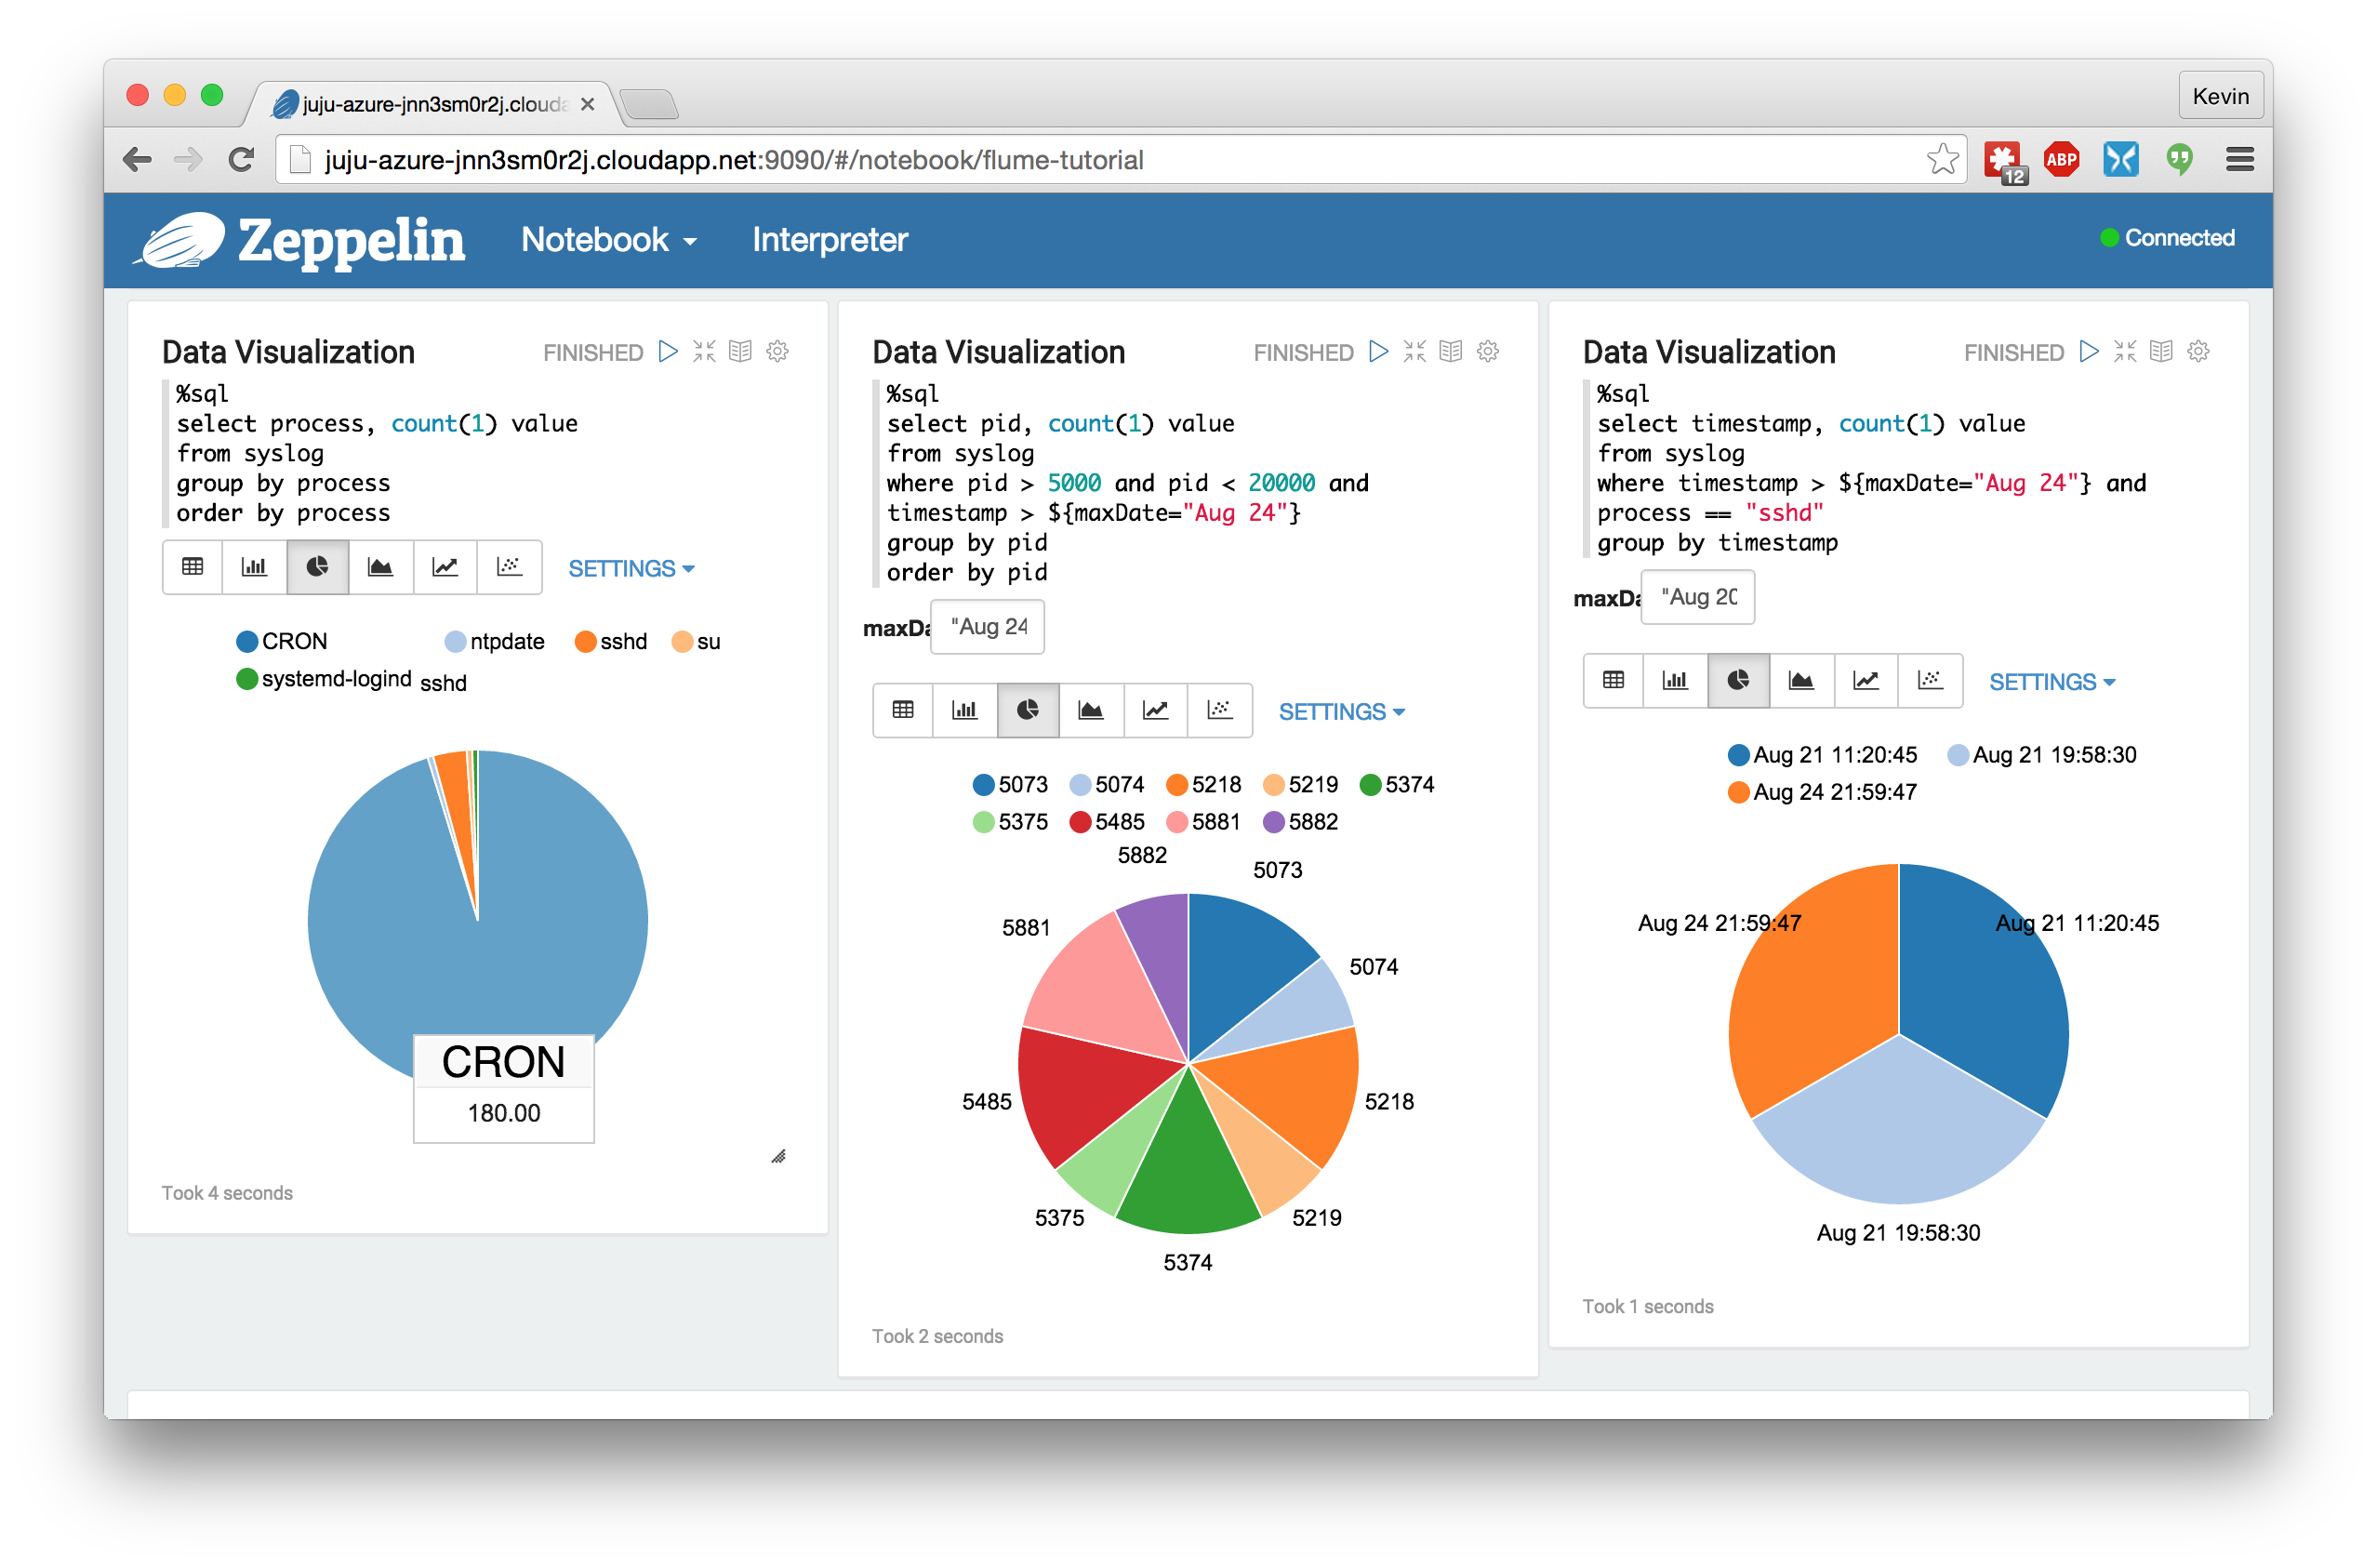 juju-azure-jnn3sm0r2j.clouda
Kevin
juju-azure-jnn3sm0r2j.cloudapp.net:9090/#/notebook/flume-tutorial
12
ABP
Zeppelin
Notebook
Interpreter
Connected
Data Visualization
FINISHED
%sql
select process, count(1) value
from syslog
group by process
order by process
SETTINGS
CRON
ntpdate
sshd
su
systemd-logind
sshd
CRON
180.00
Took 4 seconds
Data Visualization
FINISHED
%sql
select pid, count(1) value
from syslog
where pid > 5000 and pid < 20000 and
timestamp > ${maxDate="Aug 24"}
group by pid
order by pid
maxDa
"Aug 24
SETTINGS
5073 5074 5218 5219 5374
5375 5485 5881 5882
5882
5073
5881
5074
5485
5218
5375
5219
5374
Took 2 seconds
Data Visualization
FINISHED
%sql
select timestamp, count(1) value
from syslog
where timestamp > ${maxDate="Aug 24"} and
process == "sshd"
group by timestamp
maxDa
"Aug 20
SETTINGS
Aug 21 11:20:45
Aug 21 19:58:30
Aug 24 21:59:47
Aug 24 21:59:47
Aug 21 11:20:45
Aug 21 19:58:30
Took 1 seconds